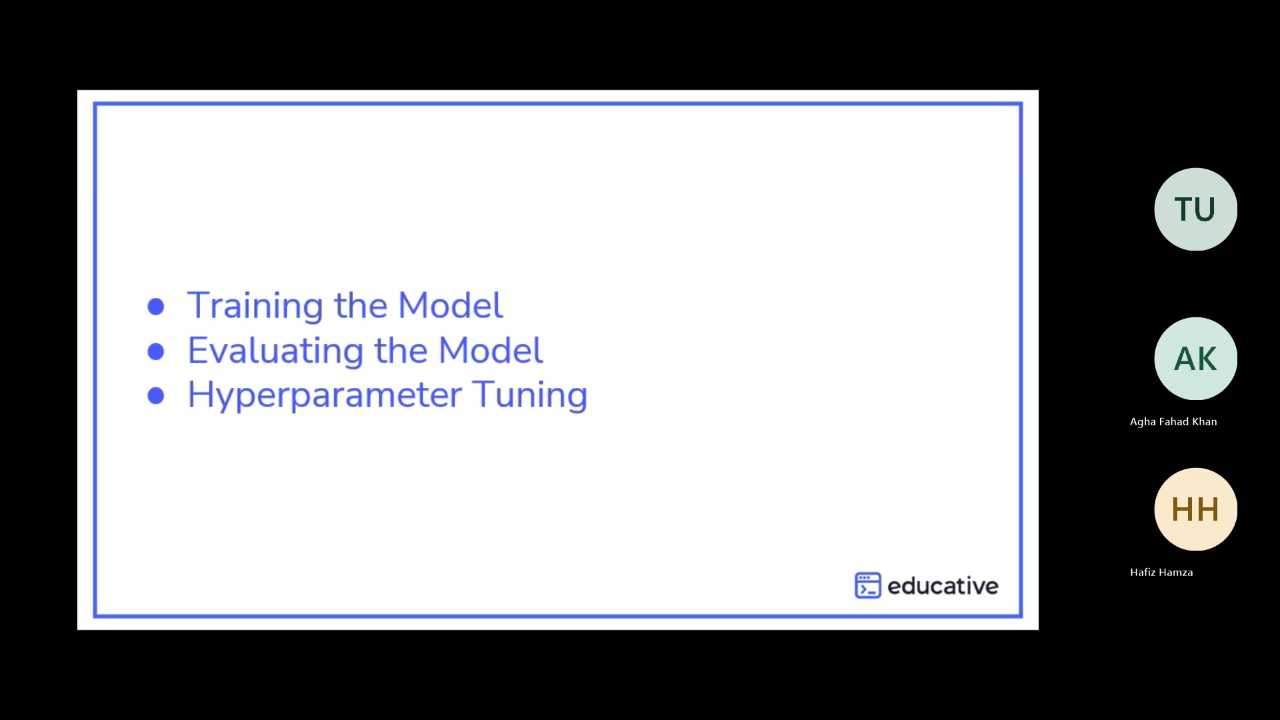 ● Training the Model
● Evaluating the Model
● Hyperparameter Tuning
educative
TU
AK
Agha Fahad Khan
HH
Hafiz Hamza